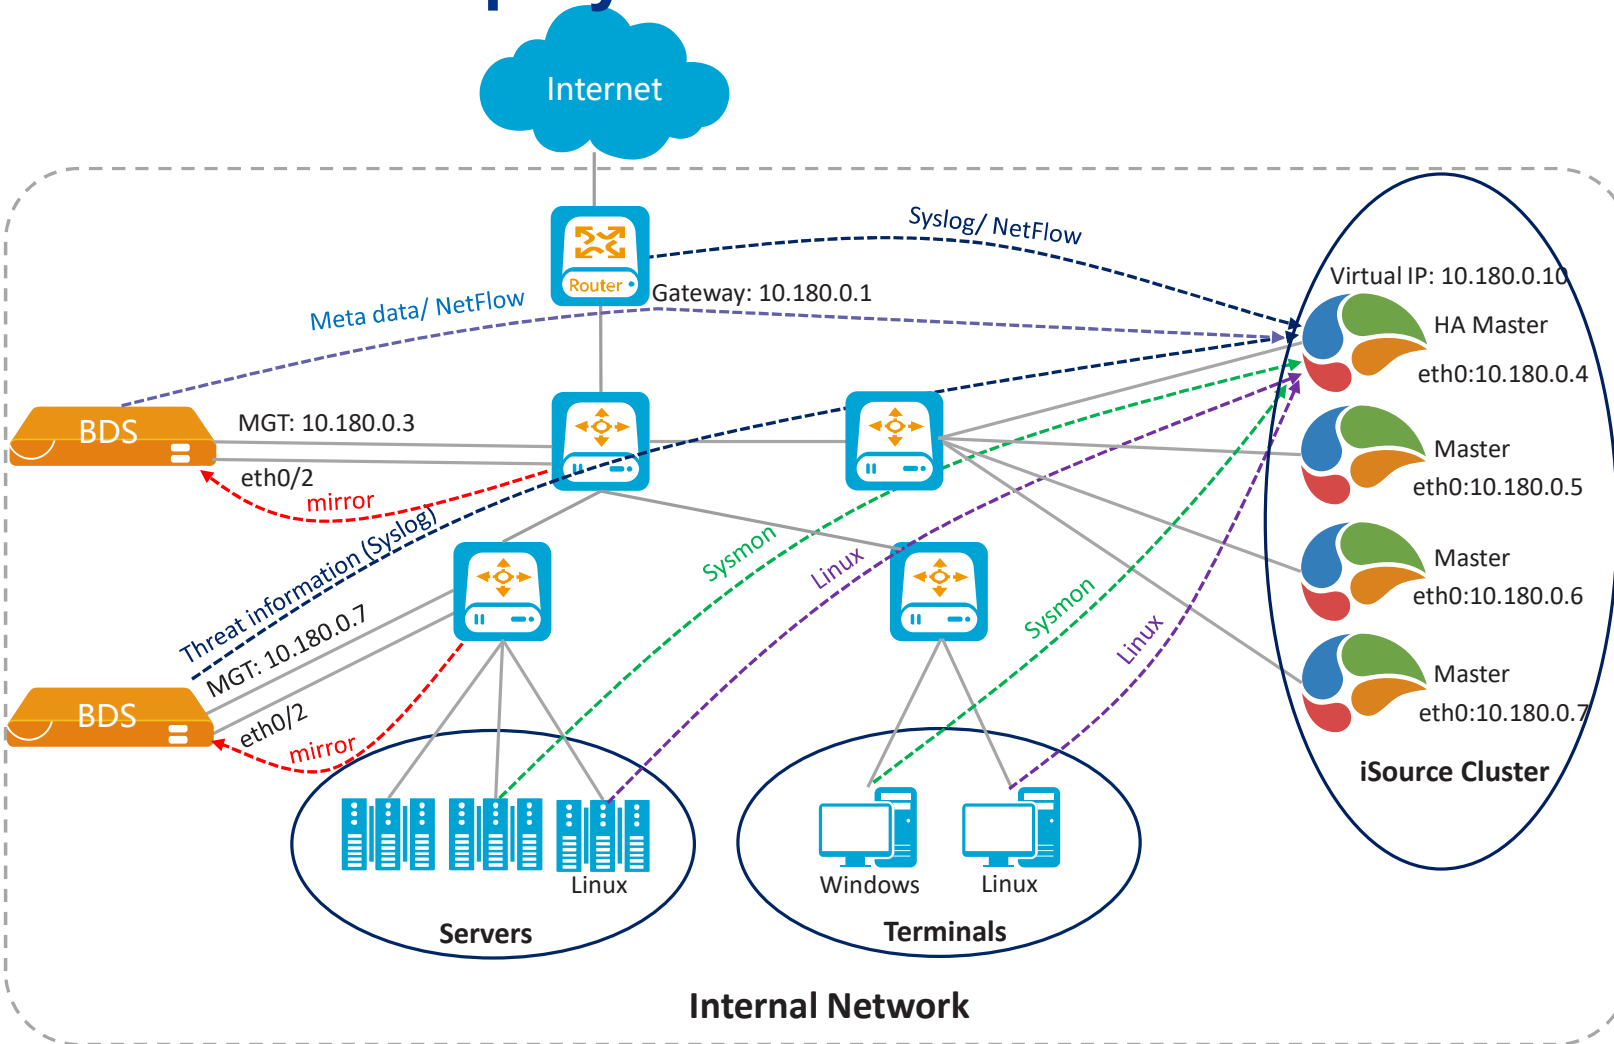 Internet
Syslog/ NetFlow
Router
Gateway: 10.180.0.1
Meta data/ NetFlow
Virtual IP: 10.180.0.10
HA Master
eth0:10.180.0.4
BDS
MGT: 10.180.0.3
eth0/2
mirror
Master
eth0:10.180.0.5
Threat information (Syslog)
Sysmon
Linux
Master
eth0:10.180.0.6
Sysmon
Linux
MGT: 10.180.0.7
BDS
eth0/2
mirror
Master
eth0:10.180.0.7
iSource Cluster
Linux
Servers
Windows
Linux
Terminals
Internal Network